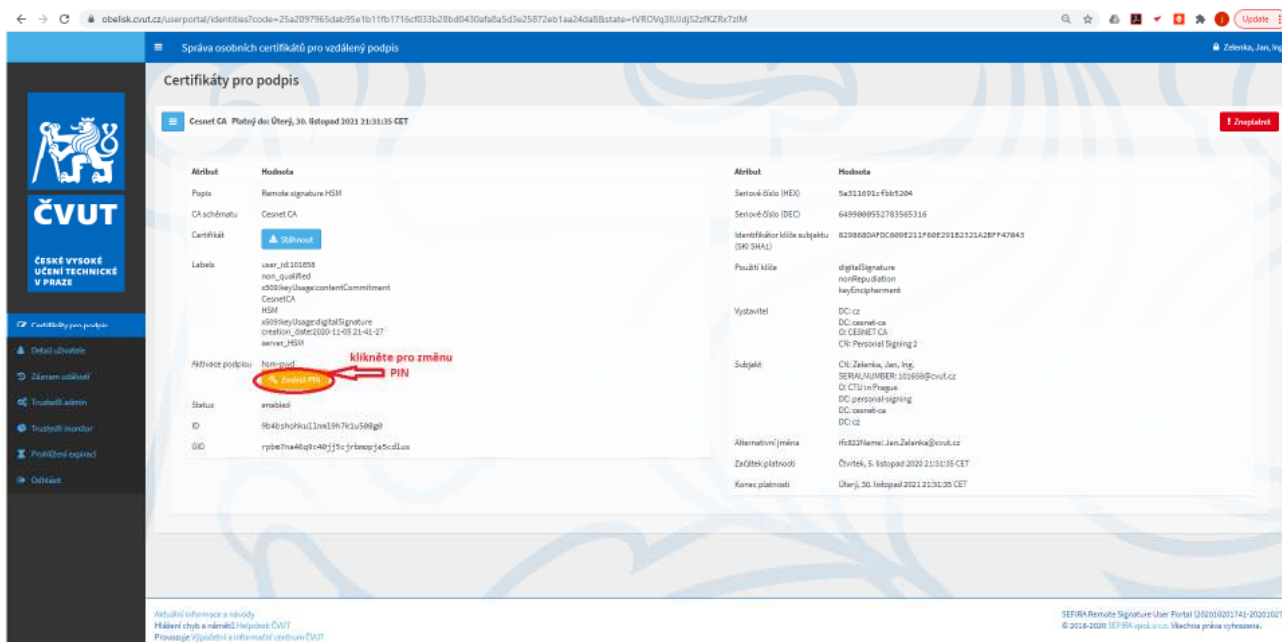 obelisk.cvut.cz/userportal/identities?code=25a2097965dab95e1b11fb1716cf033b28bd0430afa8a5d3e25872eb1aa24da8&state=tVROVq3IUJdjS2zfKZRx7zIM
Update
Správa osobních certifikátů pro vzdálený podpis
Zelenka, Jan, Ing
Certifikáty pro podpis
Cesnet CA Platný do: Úterý, 30. listopad 2021 21:31:35 CET
Zneplatnit
ČVUT
ČESKÉ VYSOKÉ
UČENÍ TECHNICKÉ
V PRAZE
Certifikáty pro podpis
Detail uživatele
Záznam událostí
TrustedX admin
TrustedX monitor
Prohlížení expirací
Odhlásit
Atribut Hodnota
Popis Remote signature HSM
CA schématu Cesnet CA
Certifikát Stáhnout
Labels user_id:101658
non_qualified
x509:keyUsage:contentCommitment
CesnetCA
HSM
x509:keyUsage:digitalSignature
creation_date:2020-11-05 21-41-27
server_HSM
Aktivace podpisu hsm-pwd
Změnit PIN
klikněte pro změnu
PIN
Status enabled
ID
GID
Atribut Hodnota
Seriové číslo (HEX) 5a311691cfbb5204
Seriové číslo (DEC) 6499000552783565316
Identifikátor klíče subjektu
(SKI SHA1)
Použití klíče digitalSignature
nonRepudiation
keyEncipherment
Vystavitel DC: cz
DC: cesnet-ca
O: CESNET CA
CN: Personal Signing 2
Subjekt CN: Zelenka, Jan, Ing.
SERIALNUMBER: 101658@cvut.cz
O: CTU in Prague
DC: personal-signing
DC: cesnet-ca
DC: cz
Alternativní jména rfc822Name: Jan.Zelenka@cvut.cz
Začátek platnosti Čtvrtek, 5. listopad 2020 21:31:35 CET
Konec platnosti Úterý, 30. listopad 2021 21:31:35 CET
Aktuální informace a návody
Hlášení chyb a námětů Helpdesk ČVUT
Provozuje Výpočetní a informační centrum ČVUT
SEFIRA Remote Signature User Portal (202010201741-2020102
© 2018-2020 SEFIRA spol. s r.o. Všechna práva vyhrazena.